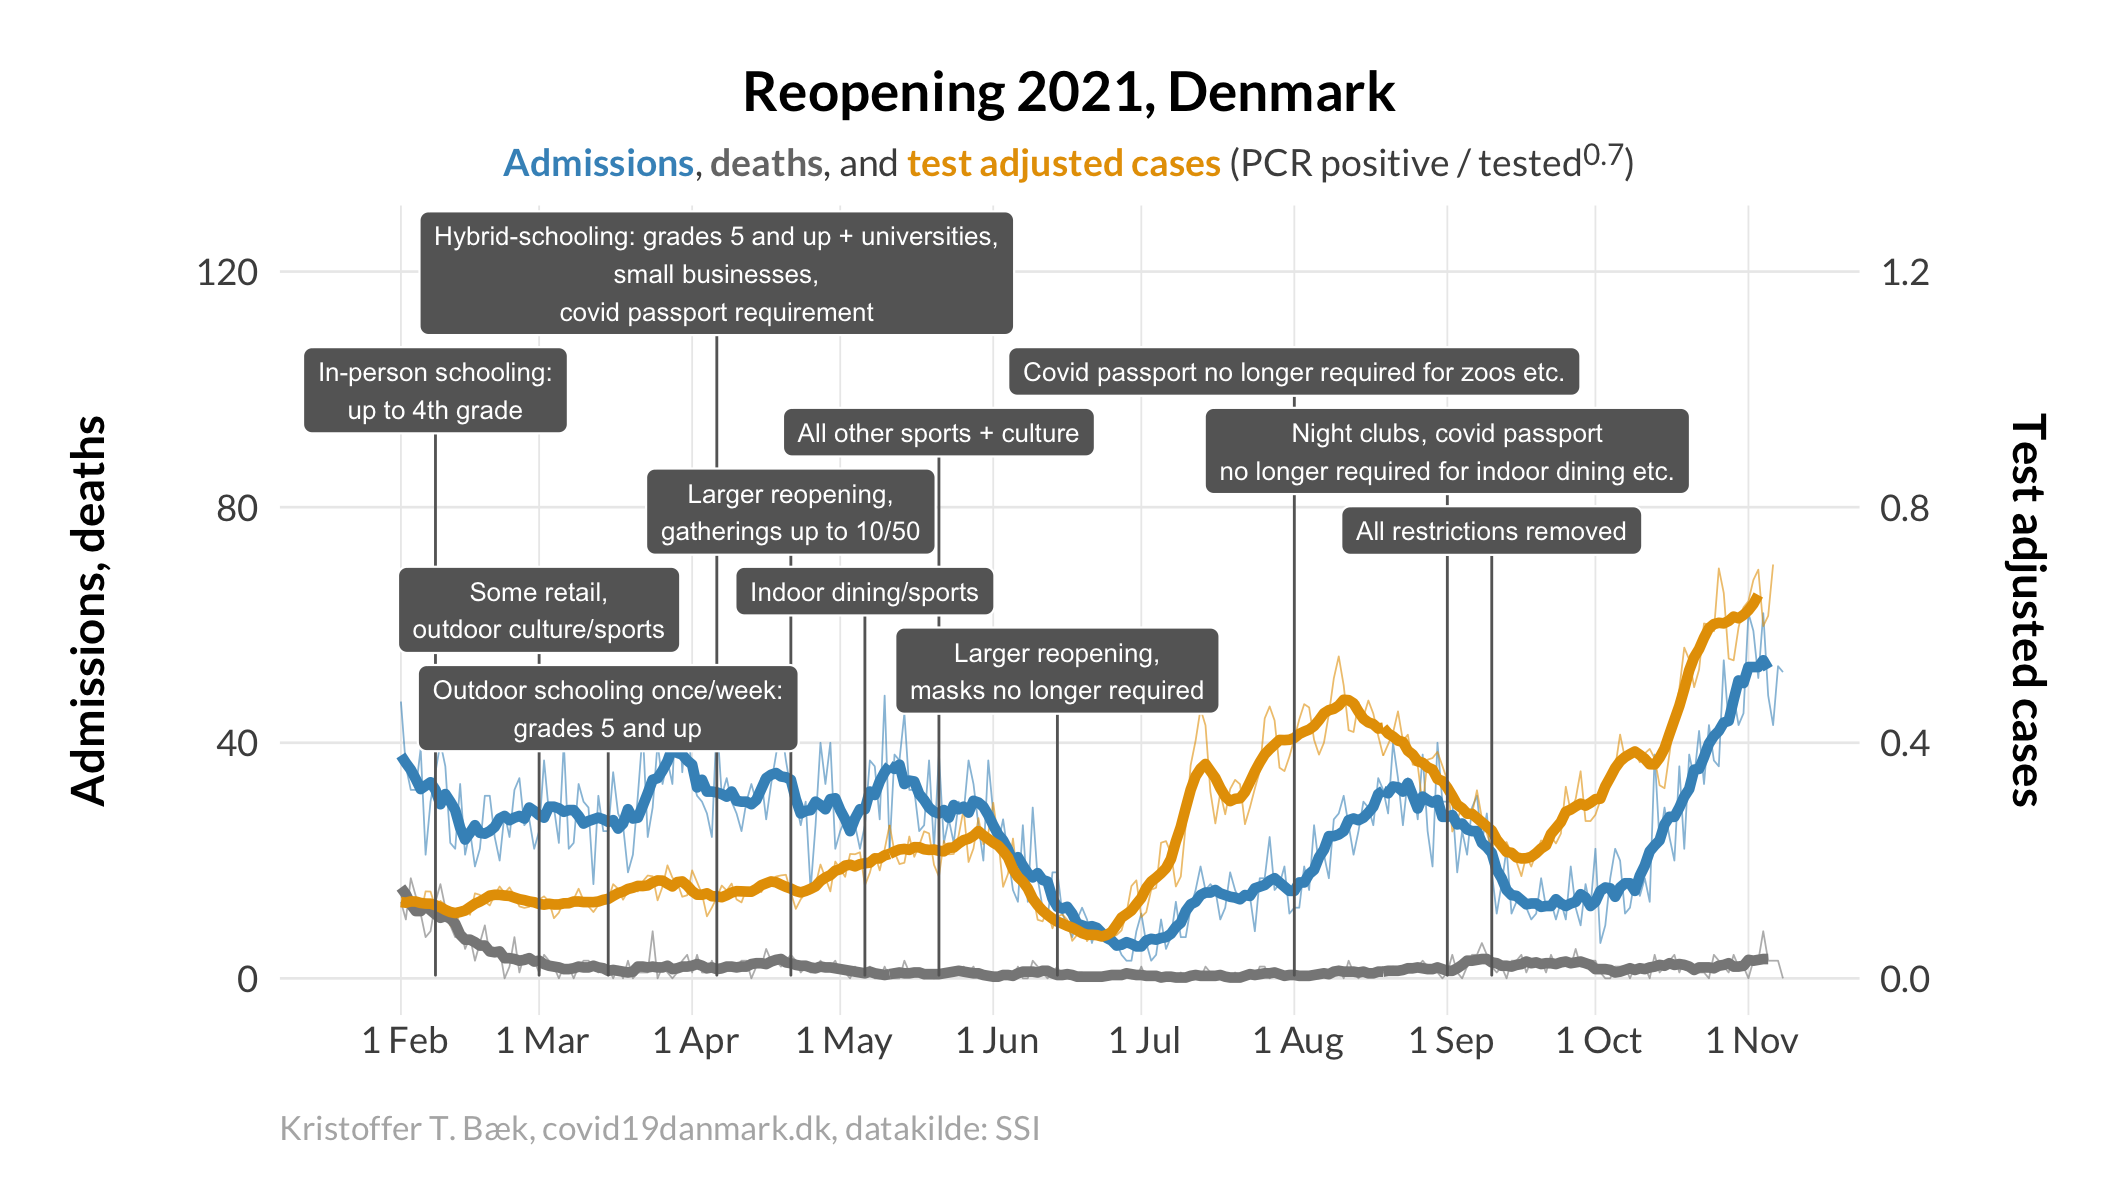 Reopening 2021, Denmark
Admissions, deaths, and test adjusted cases (PCR positive / tested0.7)
Hybrid-schooling: grades 5 and up + universities,
small businesses,
covid passport requirement
In-person schooling:
up to 4th grade
Covid passport no longer required for zoos etc.
All other sports + culture
Night clubs, covid passport
no longer required for indoor dining etc.
Larger reopening,
gatherings up to 10/50
All restrictions removed
Some retail,
outdoor culture/sports
Indoor dining/sports
Larger reopening,
masks no longer required
Outdoor schooling once/week:
grades 5 and up
Admissions, deaths
120
80
40
0
Test adjusted cases
1.2
0.8
0.4
0.0
1 Feb
1 Mar
1 Apr
1 May
1 Jun
1 Jul
1 Aug
1 Sep
1 Oct
1 Nov
Kristoffer T. Bæk, covid19danmark.dk, datakilde: SSI